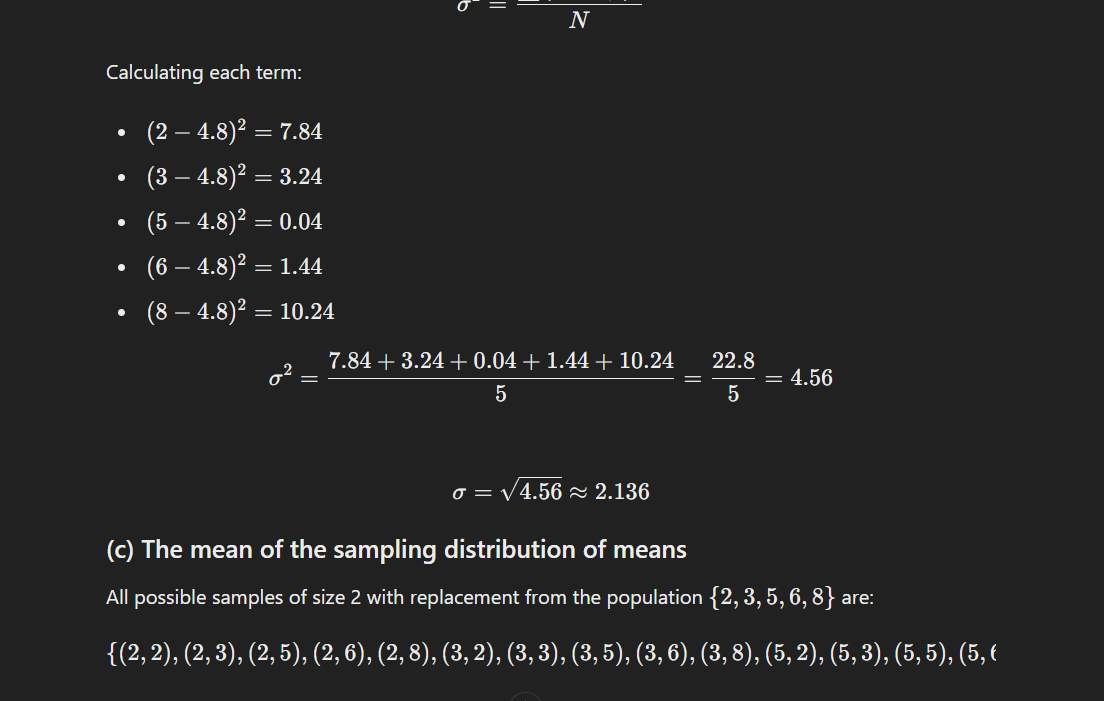 σ² = N
Calculating each term:
• (2 − 4.8)² = 7.84
• (3 − 4.8)² = 3.24
• (5 − 4.8)² = 0.04
• (6 − 4.8)² = 1.44
• (8 − 4.8)² = 10.24
σ² = (7.84 + 3.24 + 0.04 + 1.44 + 10.24)/5 = 22.8/5 = 4.56
σ = √4.56 ≈ 2.136
(c) The mean of the sampling distribution of means
All possible samples of size 2 with replacement from the population {2, 3, 5, 6, 8} are:
{(2, 2), (2, 3), (2, 5), (2, 6), (2, 8), (3, 2), (3, 3), (3, 5), (3, 6), (3, 8), (5, 2), (5, 3), (5, 5), (5,